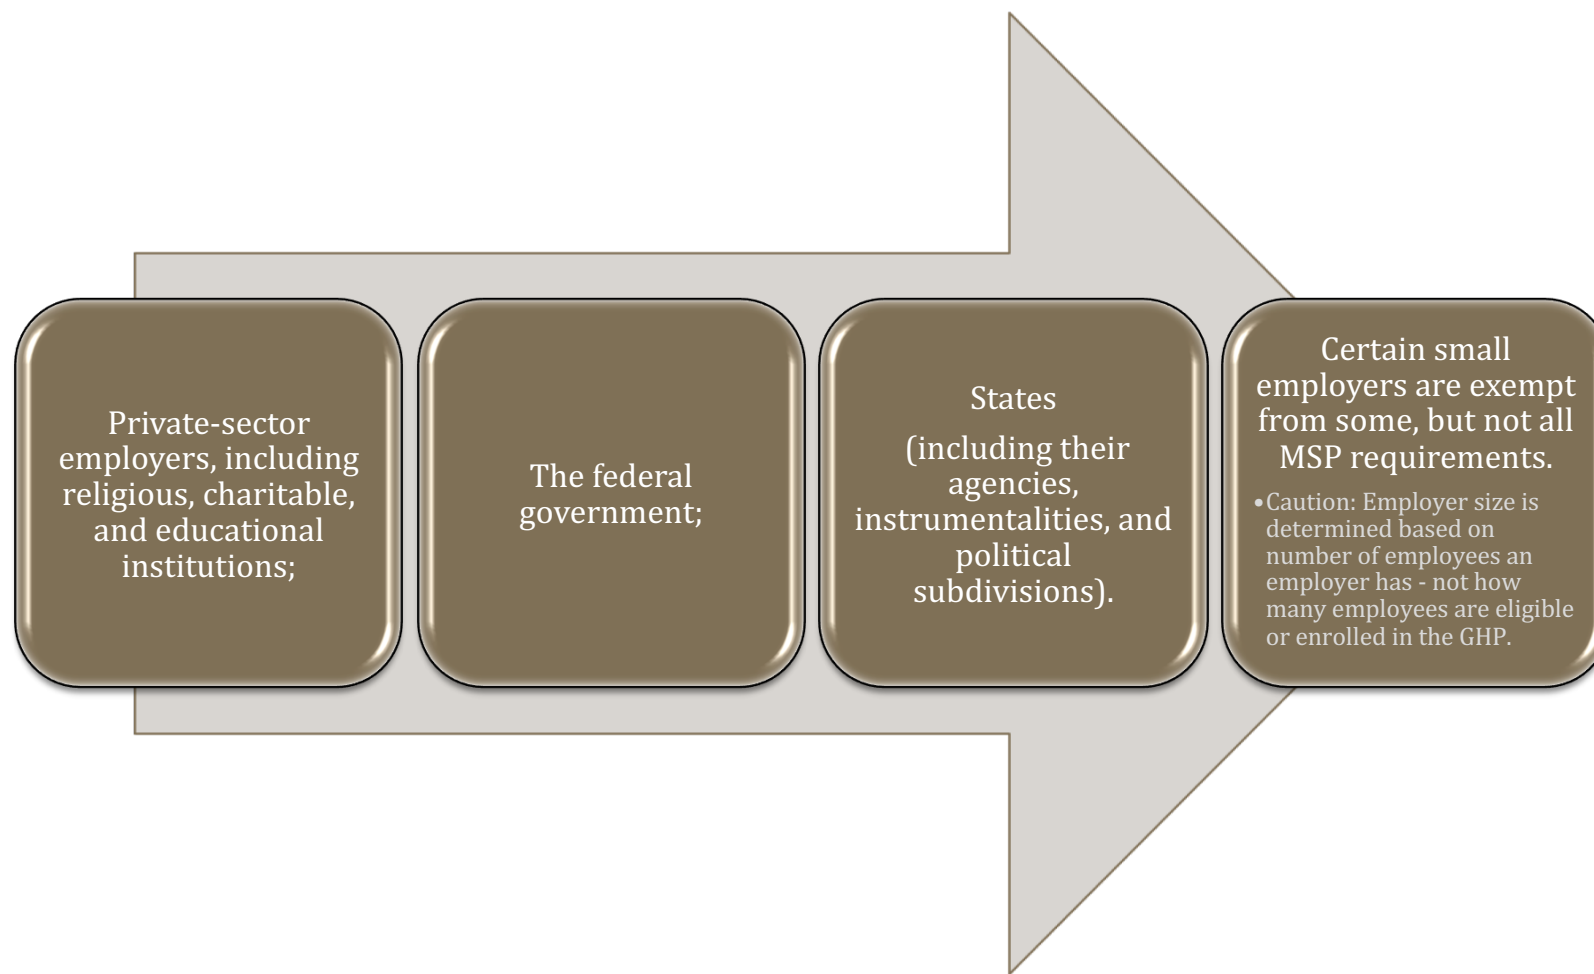 Private-sector
employers, including
religious, charitable,
and educational
institutions;
The federal
government;
States
(including their
agencies,
instrumentalities, and
political
subdivisions).
Certain small
employers are exempt
from some, but not all
MSP requirements.
•Caution: Employer size is
determined based on
number of employees an
employer has - not how
many employees are eligible
or enrolled in the GHP.